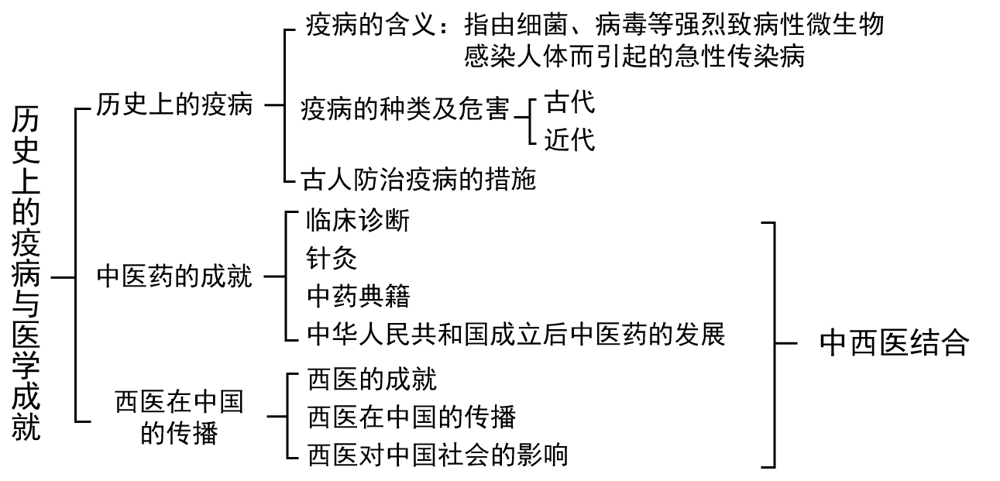 历史上的疫病与医学成就
历史上的疫病
疫病的含义：指由细菌、病毒等强烈致病性微生物
感染人体而引起的急性传染病
疫病的种类及危害
古代
近代
古人防治疫病的措施
中医药的成就
临床诊断
针灸
中药典籍
中华人民共和国成立后中医药的发展
西医在中国
的传播
西医的成就
西医在中国的传播
西医对中国社会的影响
中西医结合